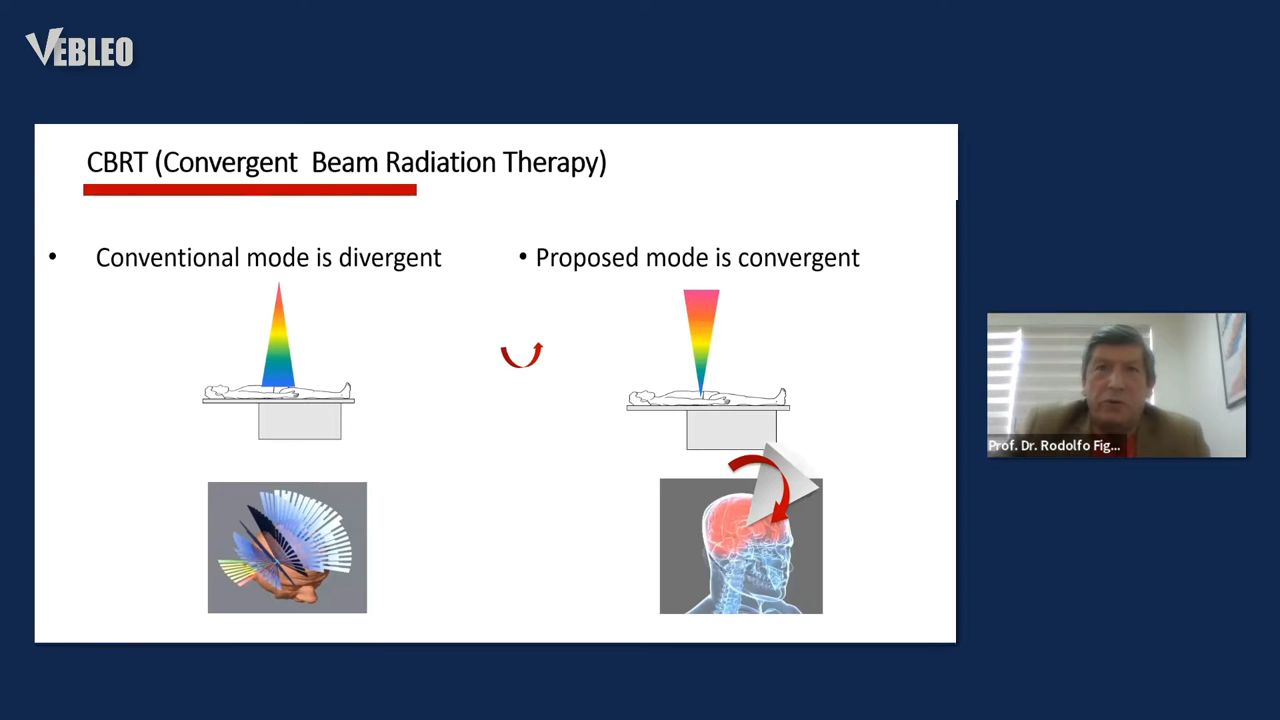 VEBLEO
CBRT (Convergent Beam Radiation Therapy)
• Conventional mode is divergent
• Proposed mode is convergent
Prof. Dr. Rodolfo Fig...